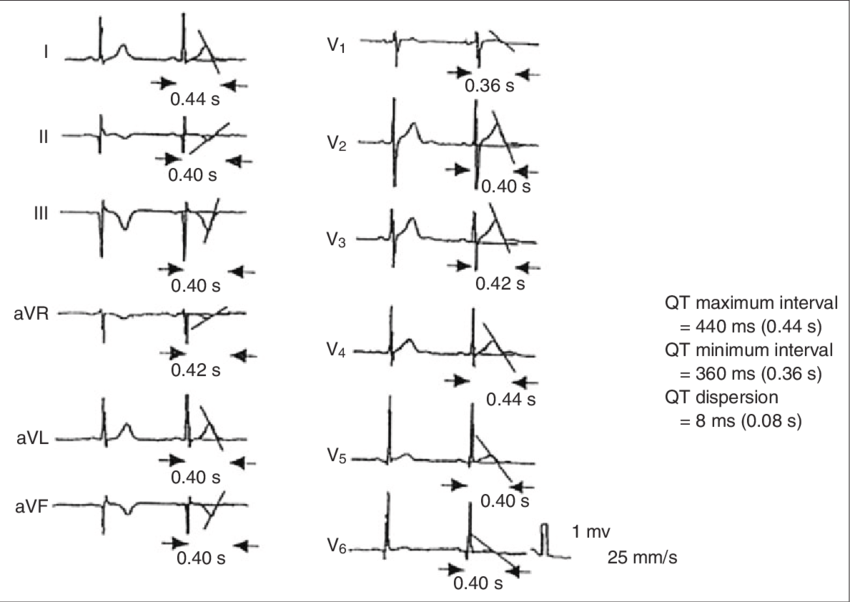 I
0.44 s
II
0.40 s
III
0.40 s
aVR
0.42 s
aVL
0.40 s
aVF
0.40 s
V1
0.36 s
V2
0.40 s
V3
0.42 s
V4
0.44 s
V5
0.40 s
V6
0.40 s
1 mv
25 mm/s
QT maximum interval
= 440 ms (0.44 s)
QT minimum interval
= 360 ms (0.36 s)
QT dispersion
= 8 ms (0.08 s)